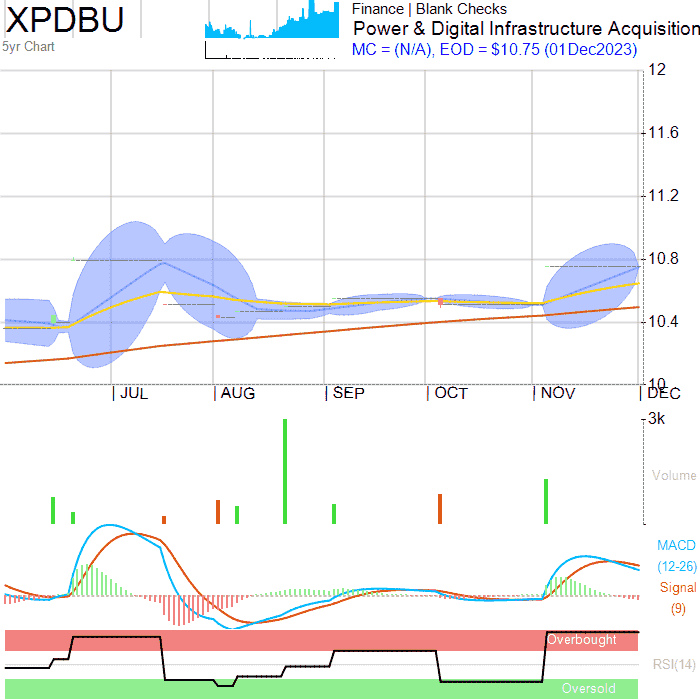 XPDBU
5yr Chart
Finance | Blank Checks
Power & Digital Infrastructure Acquisition
MC = (N/A), EOD = $10.75 (01Dec2023)
12
11.6
11.2
10.8
10.4
10
JUL
AUG
SEP
OCT
NOV
DEC
3k
Volume
MACD
(12-26)
Signal
(9)
Overbought
RSI(14)
Oversold